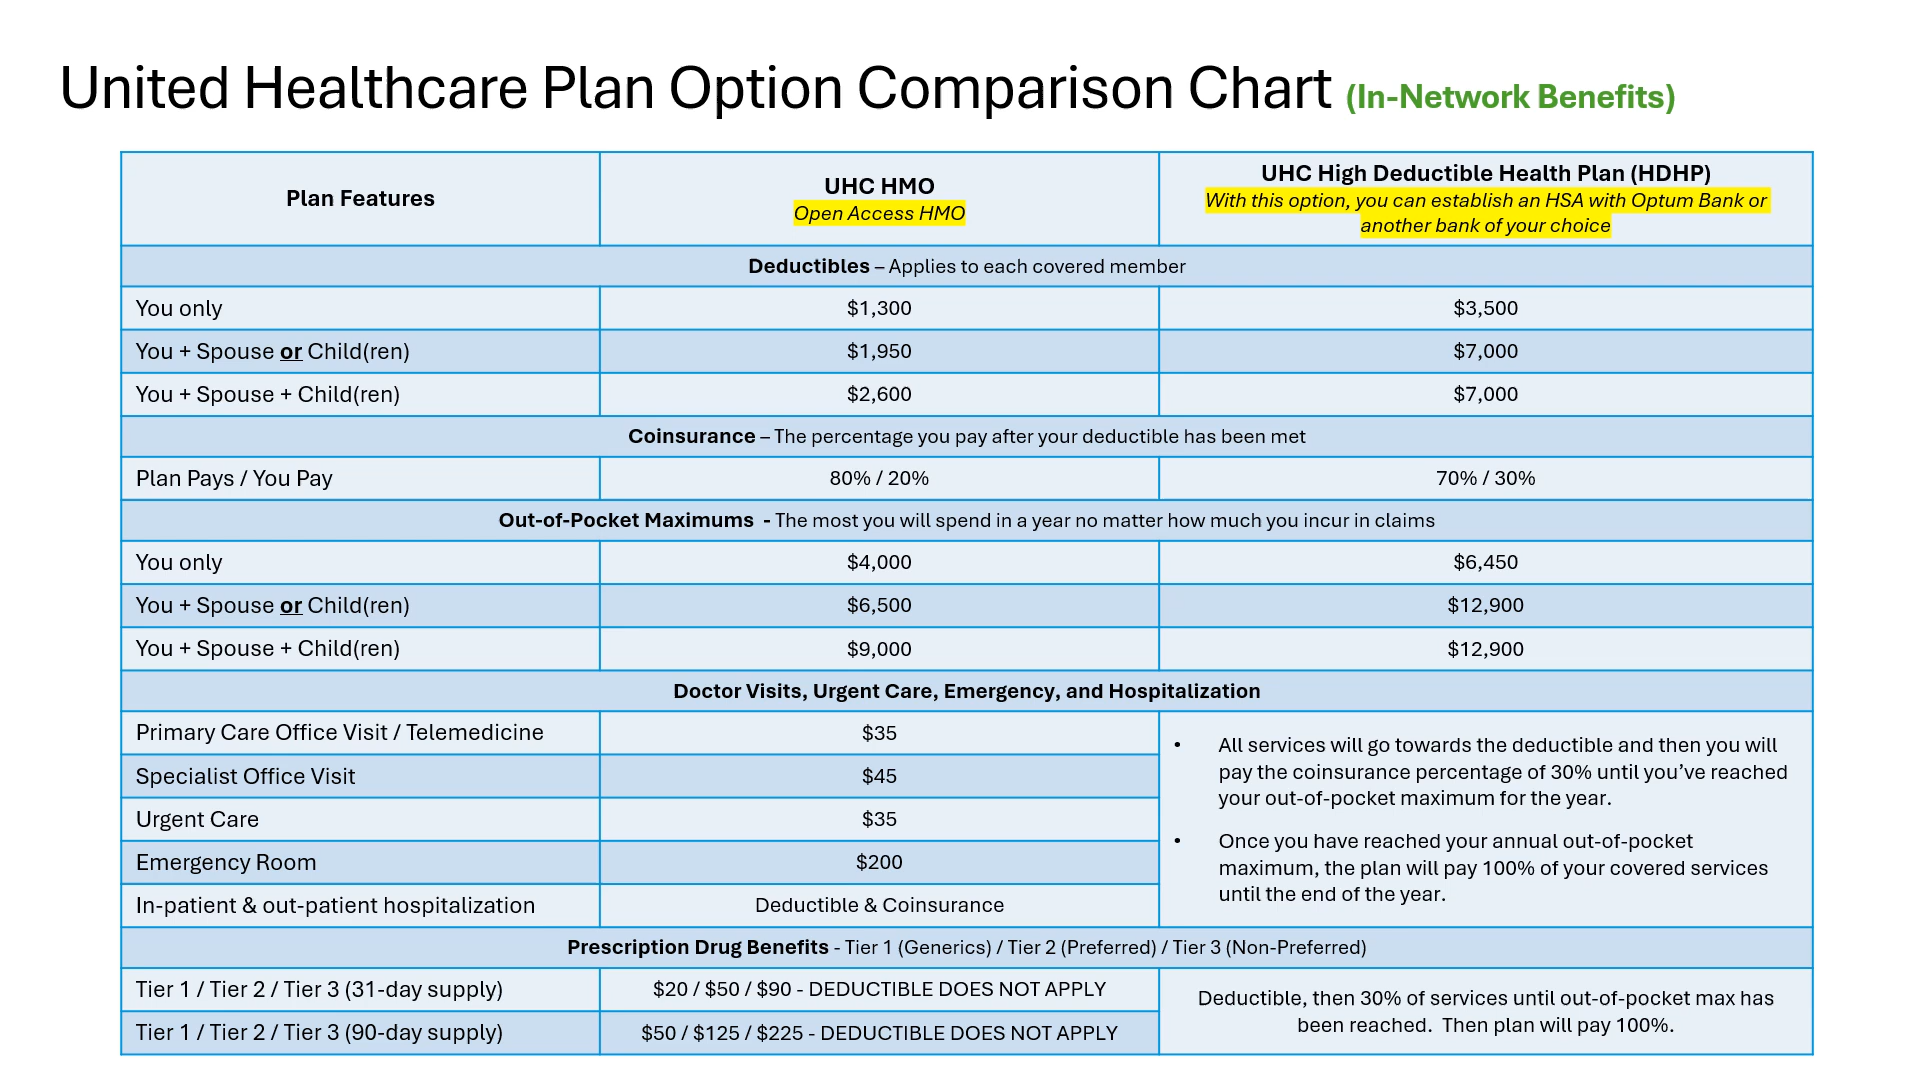 United Healthcare Plan Option Comparison Chart (In-Network Benefits)
Plan Features
UHC HMO
Open Access HMO
UHC High Deductible Health Plan (HDHP)
With this option, you can establish an HSA with Optum Bank or
another bank of your choice
Deductibles – Applies to each covered member
You only
$1,300
$3,500
You + Spouse or Child(ren)
$1,950
$7,000
You + Spouse + Child(ren)
$2,600
$7,000
Coinsurance – The percentage you pay after your deductible has been met
Plan Pays / You Pay
80% / 20%
70% / 30%
Out-of-Pocket Maximums - The most you will spend in a year no matter how much you incur in claims
You only
$4,000
$6,450
You + Spouse or Child(ren)
$6,500
$12,900
You + Spouse + Child(ren)
$9,000
$12,900
Doctor Visits, Urgent Care, Emergency, and Hospitalization
Primary Care Office Visit / Telemedicine
$35
Specialist Office Visit
$45
Urgent Care
$35
Emergency Room
$200
In-patient & out-patient hospitalization
Deductible & Coinsurance
• All services will go towards the deductible and then you will
pay the coinsurance percentage of 30% until you’ve reached
your out-of-pocket maximum for the year.
• Once you have reached your annual out-of-pocket
maximum, the plan will pay 100% of your covered services
until the end of the year.
Prescription Drug Benefits - Tier 1 (Generics) / Tier 2 (Preferred) / Tier 3 (Non-Preferred)
Tier 1 / Tier 2 / Tier 3 (31-day supply)
$20 / $50 / $90 - DEDUCTIBLE DOES NOT APPLY
Tier 1 / Tier 2 / Tier 3 (90-day supply)
$50 / $125 / $225 - DEDUCTIBLE DOES NOT APPLY
Deductible, then 30% of services until out-of-pocket max has
been reached. Then plan will pay 100%.